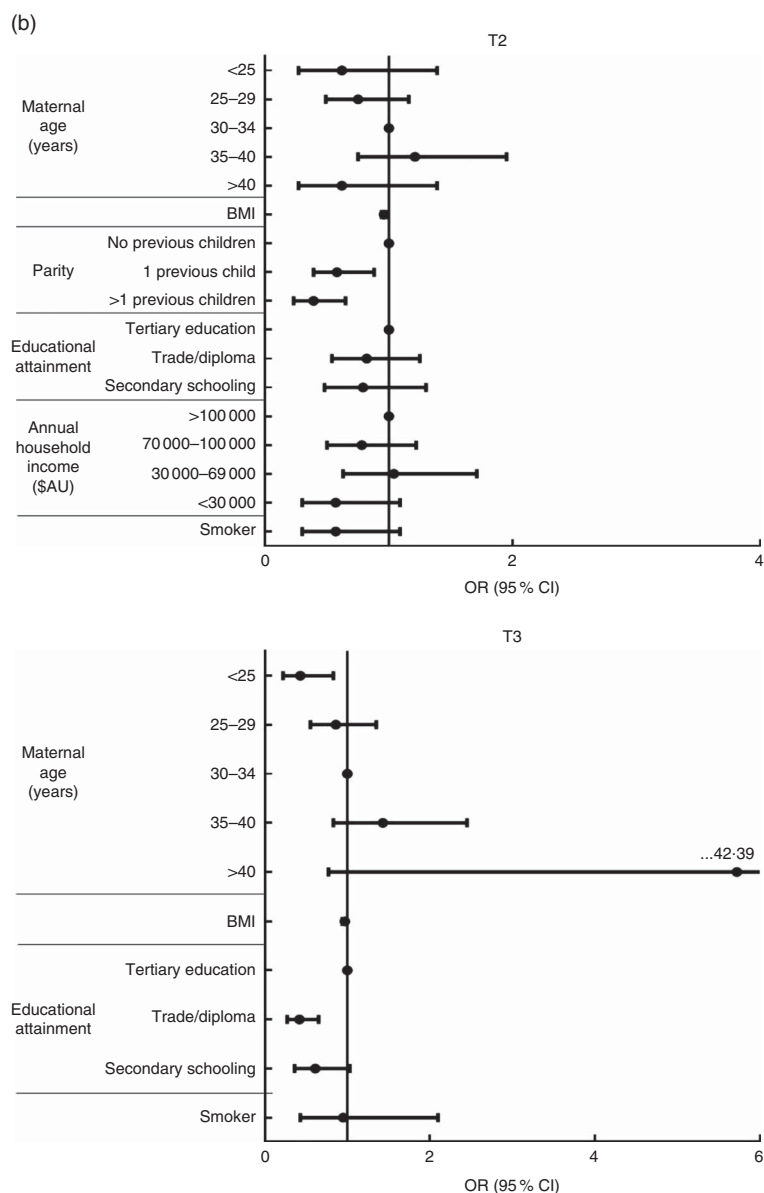 (b)
T2
Maternal
age
(years)
<25
25–29
30–34
35–40
>40
BMI
Parity
No previous children
1 previous child
>1 previous children
Educational
attainment
Tertiary education
Trade/diploma
Secondary schooling
Annual
household
income
($AU)
>100 000
70 000–100 000
30 000–69 000
<30 000
Smoker
0
2
4
OR (95 % CI)
T3
Maternal
age
(years)
<25
25–29
30–34
35–40
>40
...42·39
BMI
Educational
attainment
Tertiary education
Trade/diploma
Secondary schooling
Smoker
0
2
4
6
OR (95 % CI)